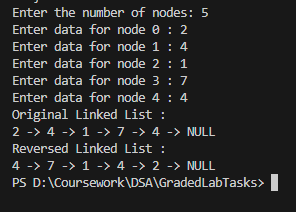 Enter the number of nodes: 5
Enter data for node 0 : 2
Enter data for node 1 : 4
Enter data for node 2 : 1
Enter data for node 3 : 7
Enter data for node 4 : 4
Original Linked List :
2 -> 4 -> 1 -> 7 -> 4 -> NULL
Reversed Linked List :
4 -> 7 -> 1 -> 4 -> 2 -> NULL
PS D:\Coursework\DSA\GradedLabTasks>